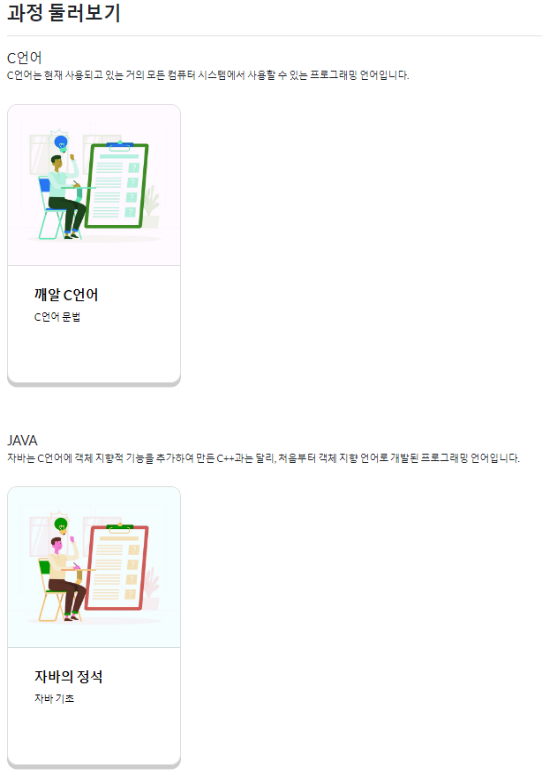 과정 둘러보기
C언어
C언어는 현재 사용되고 있는 거의 모든 컴퓨터 시스템에서 사용할 수 있는 프로그래밍 언어입니다.
깨알 C언어
C언어 문법
JAVA
자바는 C언어에 객체 지향적 기능을 추가하여 만든 C++과는 달리, 처음부터 객체 지향 언어로 개발된 프로그래밍 언어입니다.
자바의 정석
자바 기초